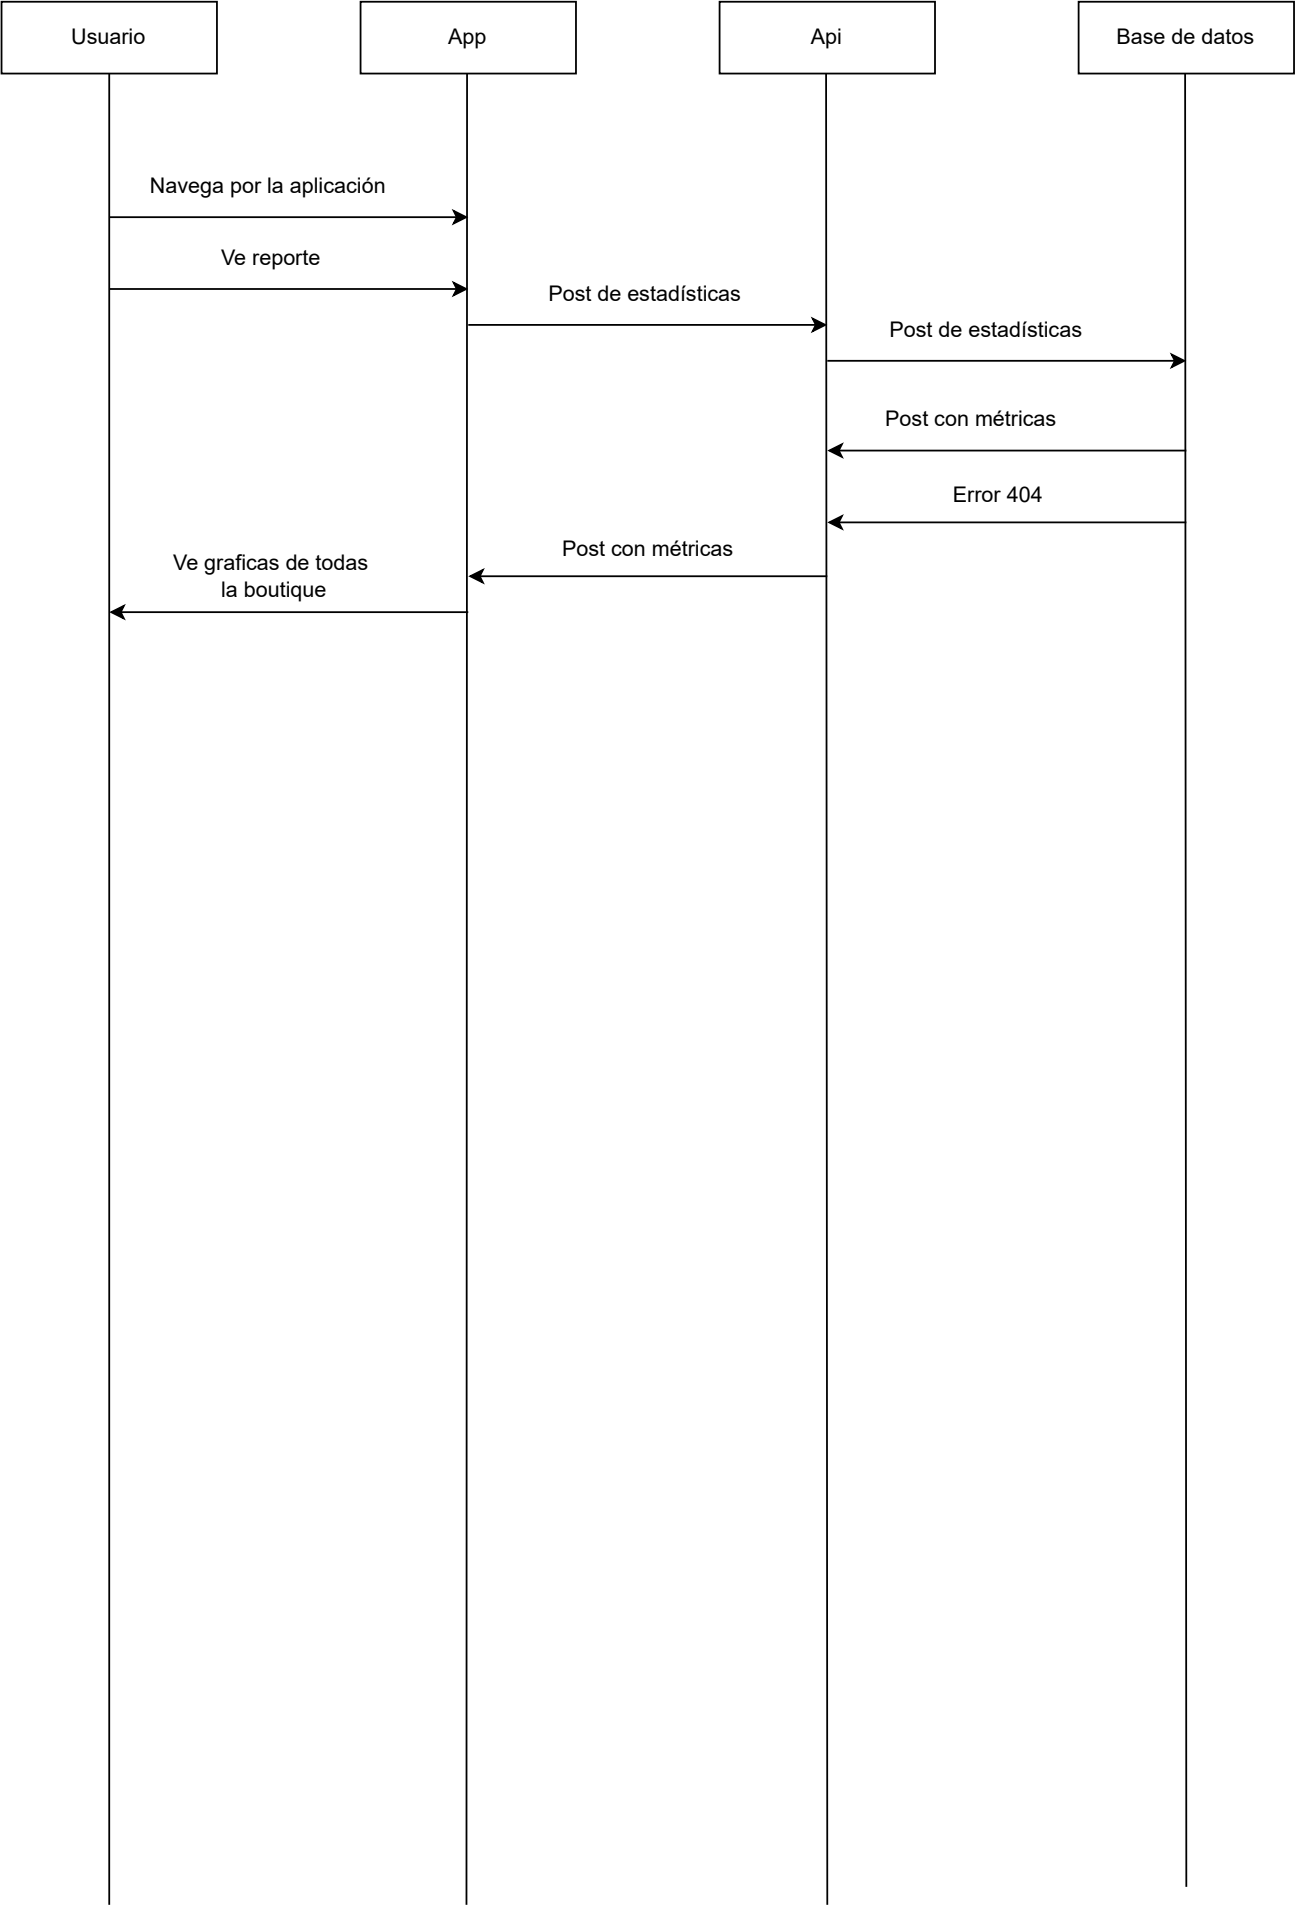 Usuario
App
Api
Base de datos
Navega por la aplicación
Ve reporte
Post de estadísticas
Post de estadísticas
Post con métricas
Error 404
Post con métricas
Ve graficas de todas
la boutique